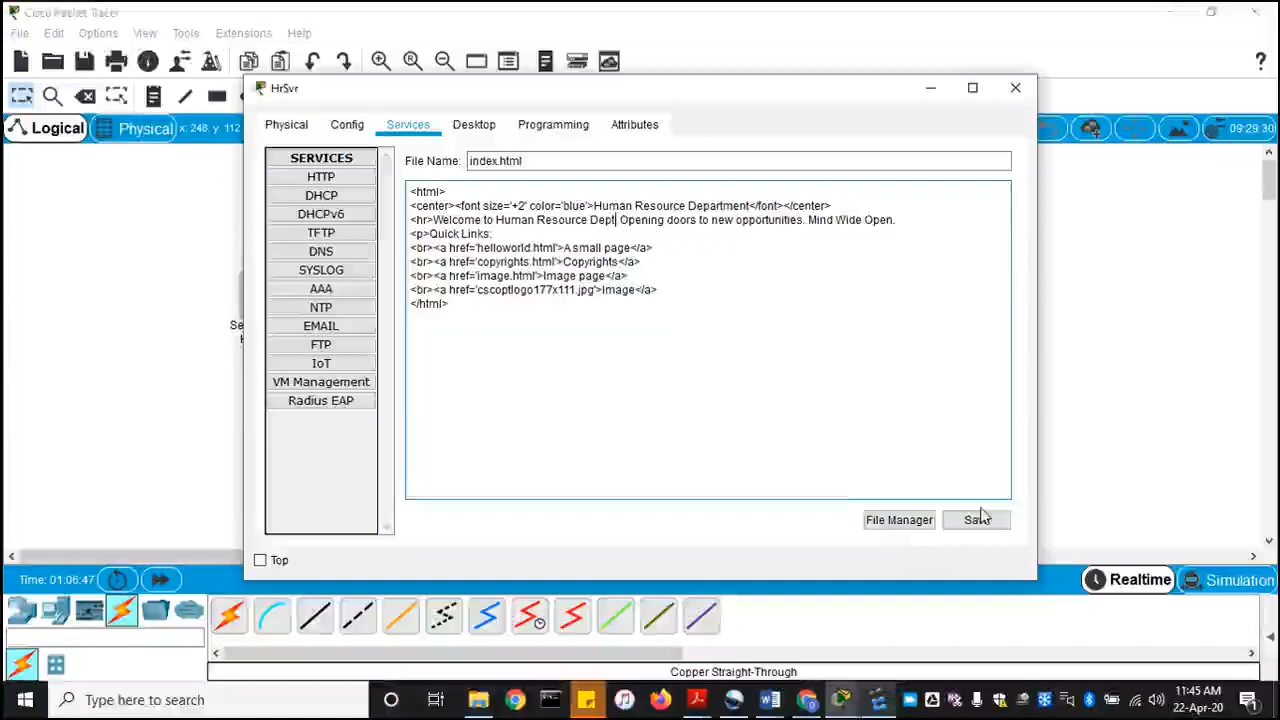 Cisco Packet Tracer
File Edit Options View Tools Extensions Help
?
Logical
Physical
x: 248, y: 112
09:29:30
HrSvr
Physical Config Services Desktop Programming Attributes
SERVICES
HTTP
DHCP
DHCPv6
TFTP
DNS
SYSLOG
AAA
NTP
EMAIL
FTP
IoT
VM Management
Radius EAP
File Name: index.html
<html>
<center><font size='+2' color='blue'>Human Resource Department</font></center>
<hr>Welcome to Human Resource Dept Opening doors to new opportunities. Mind Wide Open.
<p>Quick Links:
<br><a href='helloworld.html'>A small page</a>
<br><a href='copyrights.html'>Copyrights</a>
<br><a href='image.html'>Image page</a>
<br><a href='cscoptlogo177x111.jpg'>Image</a>
</html>
File Manager
Save
Top
Se
Time: 01:06:47
Realtime
Simulation
Copper Straight-Through
Type here to search
11:45 AM
22-Apr-20